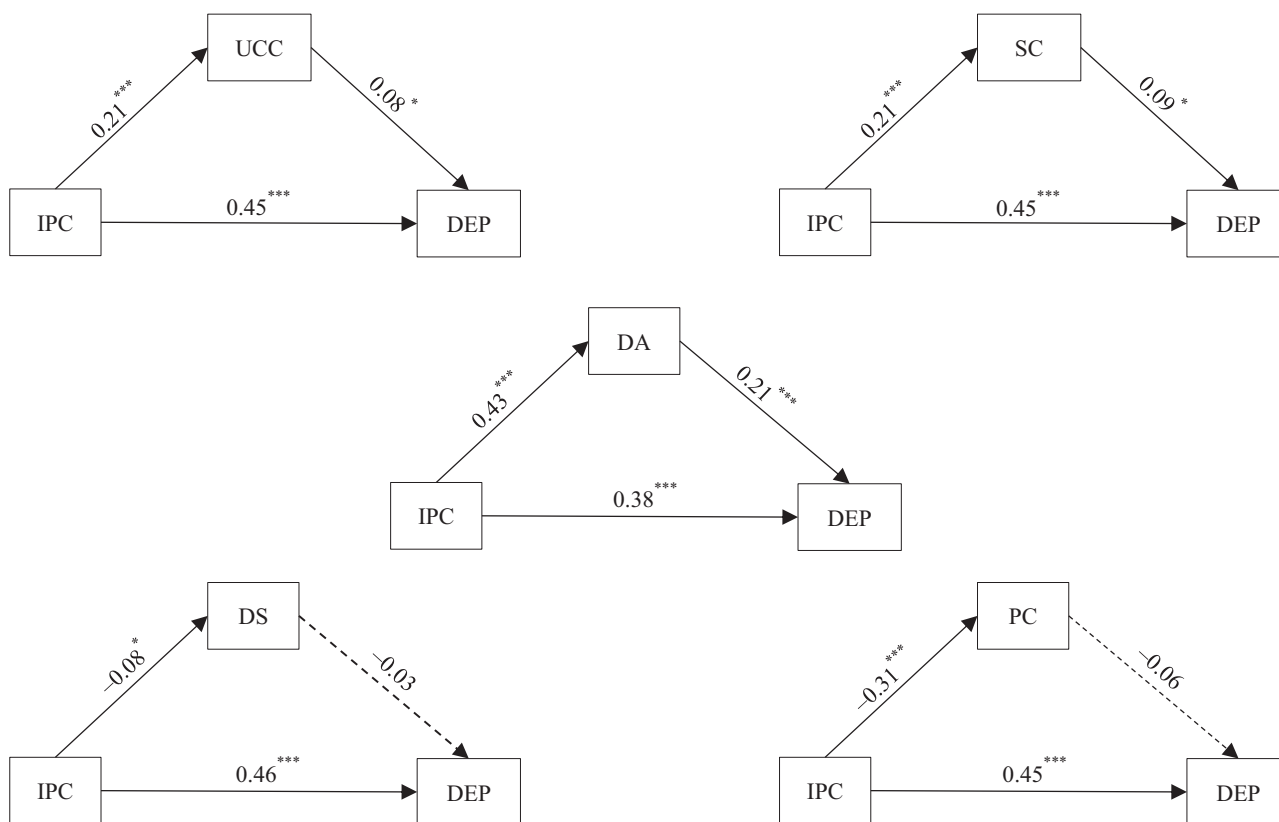 UCC
0.21 ***
0.08 *
IPC
0.45***
DEP
SC
0.21 ***
0.09 *
IPC
0.45***
DEP
DA
0.43 ***
0.21 ***
IPC
0.38***
DEP
DS
–0.08 *
–0.03
IPC
0.46***
DEP
PC
–0.31 ***
–0.06
IPC
0.45***
DEP